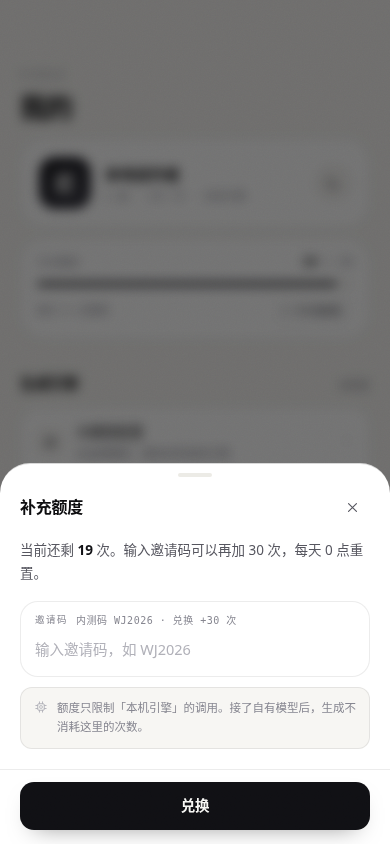 我的
补充额度
当前还剩 19 次。输入邀请码可以再加 30 次，每天 0 点重
置。
邀请码 内测码 WJ2026 · 兑换 +30 次
输入邀请码，如 WJ2026
额度只限制「本机引擎」的调用。接了自有模型后，生成不
消耗这里的次数。
兑换